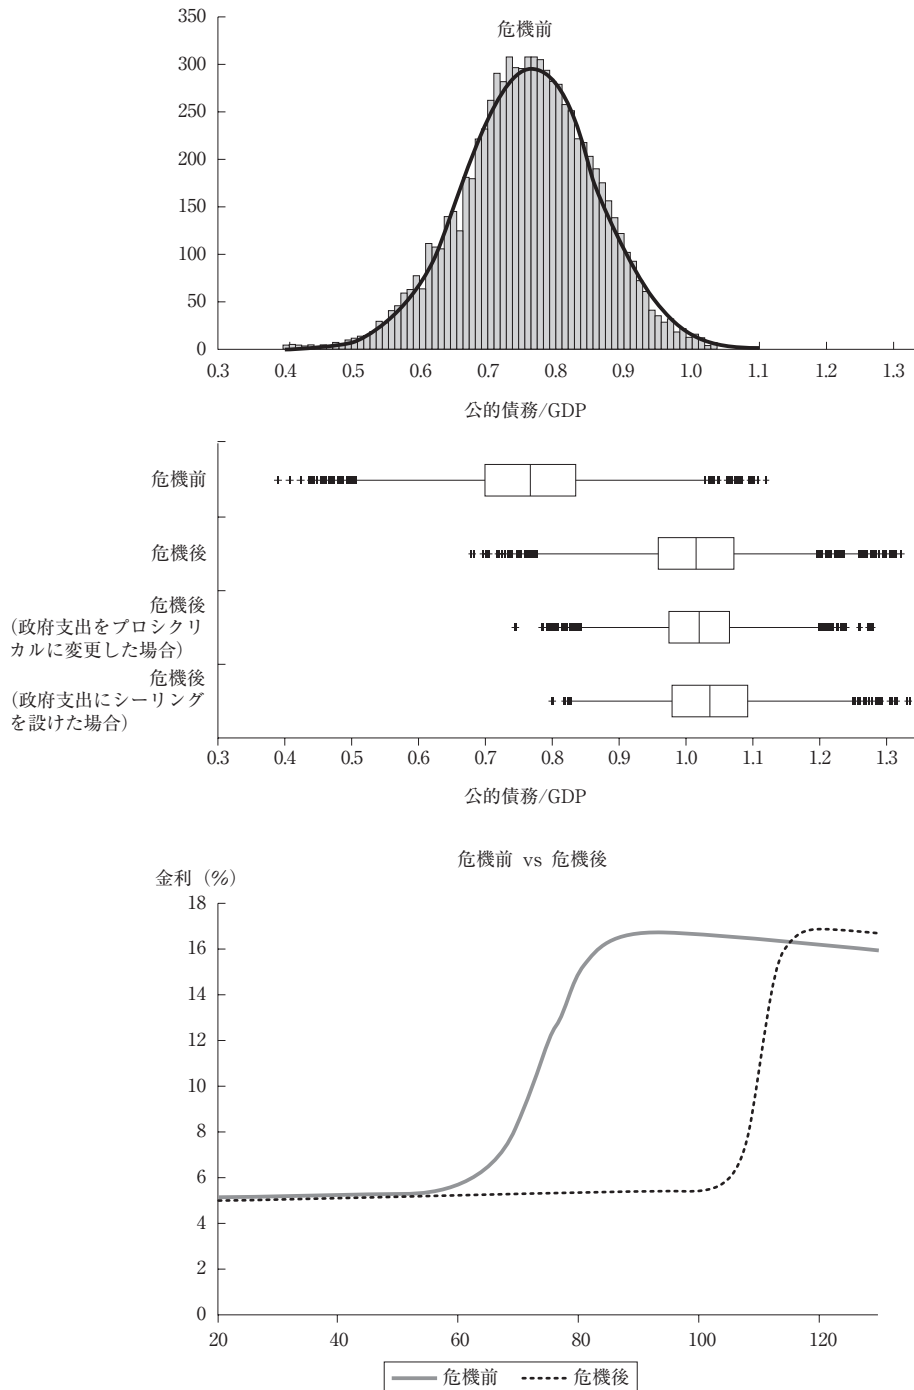 350
危機前
300
250
200
150
100
50
0
0.3 0.4 0.5 0.6 0.7 0.8 0.9 1.0 1.1 1.2 1.3
公的債務/GDP
危機前
危機後
危機後
(政府支出をプロシクリ
カルに変更した場合)
危機後
(政府支出にシーリング
を設けた場合)
0.3 0.4 0.5 0.6 0.7 0.8 0.9 1.0 1.1 1.2 1.3
公的債務/GDP
危機前 vs 危機後
金利(%)
18
16
14
12
10
8
6
4
2
0
20 40 60 80 100 120
危機前 危機後